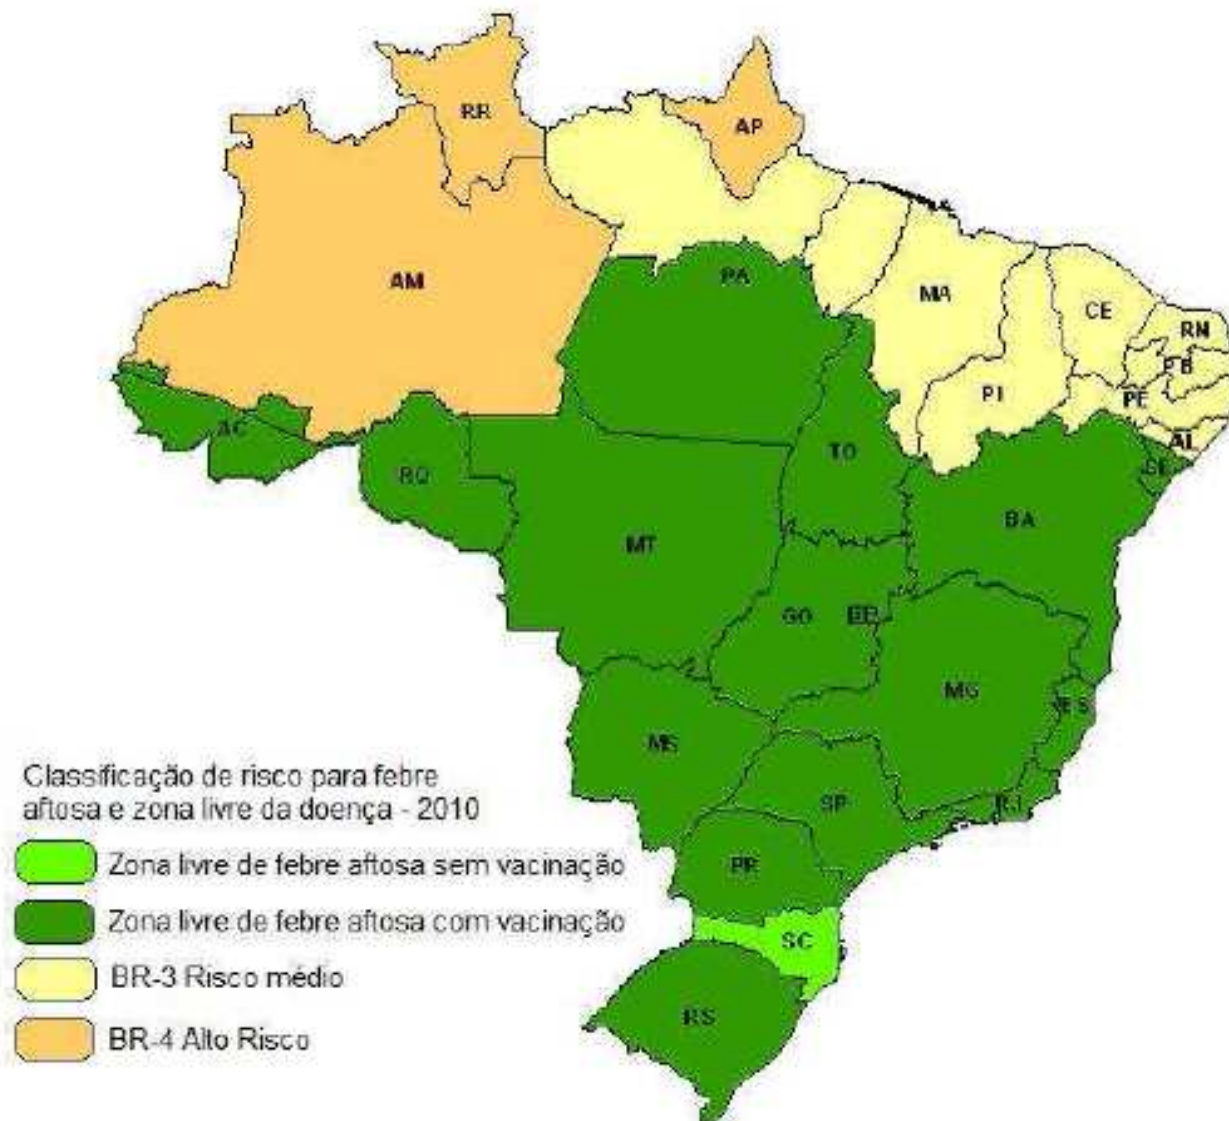 RR
AP
AM
PA
MA
CE
RN
PB
PI
PE
AL
SE
AC
RO
TO
BA
MT
GO
DF
MG
ES
MS
SP
RJ
PR
SC
RS
Classificação de risco para febre
aftosa e zona livre da doença - 2010
Zona livre de febre aftosa sem vacinação
Zona livre de febre aftosa com vacinação
BR-3 Risco médio
BR-4 Alto Risco